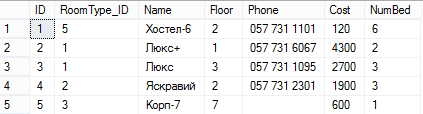 ID RoomType_ID Name Floor Phone Cost NumBed
1 1 5 Хостел-6 2 057 731 1101 120 6
2 2 1 Люкс+ 1 057 731 6067 4300 2
3 3 1 Люкс 3 057 731 1095 2700 3
4 4 2 Яскравий 2 057 731 2301 1900 3
5 5 3 Корп-7 7 600 1